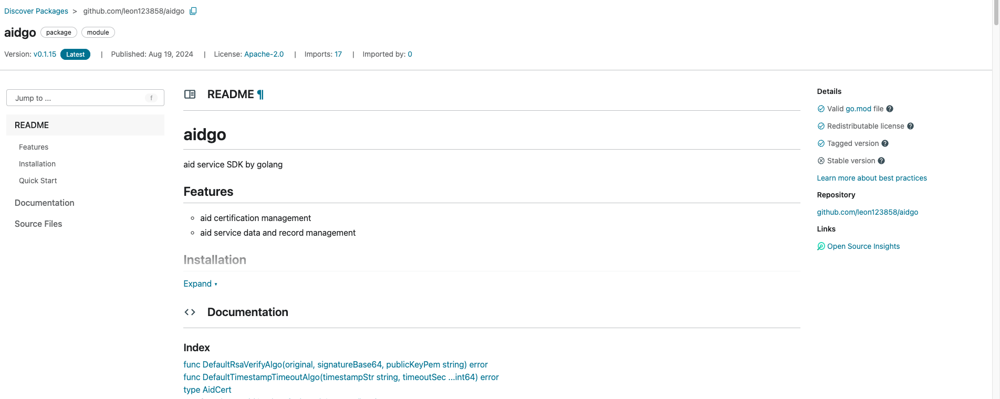 Discover Packages > github.com/leon123858/aidgo
aidgo package module
Version: v0.1.15 Latest | Published: Aug 19, 2024 | License: Apache-2.0 | Imports: 17 | Imported by: 0
Jump to ... f
README
Features
Installation
Quick Start
Documentation
Source Files
README ¶
aidgo
aid service SDK by golang
Features
aid certification management
aid service data and record management
Installation
Expand ▾
Documentation
Index
func DefaultRsaVerifyAlgo(original, signatureBase64, publicKeyPem string) error
func DefaultTimestampTimeoutAlgo(timestampStr string, timeoutSec ...int64) error
type AidCert
Details
Valid go.mod file
Redistributable license
Tagged version
Stable version
Learn more about best practices
Repository
github.com/leon123858/aidgo
Links
Open Source Insights